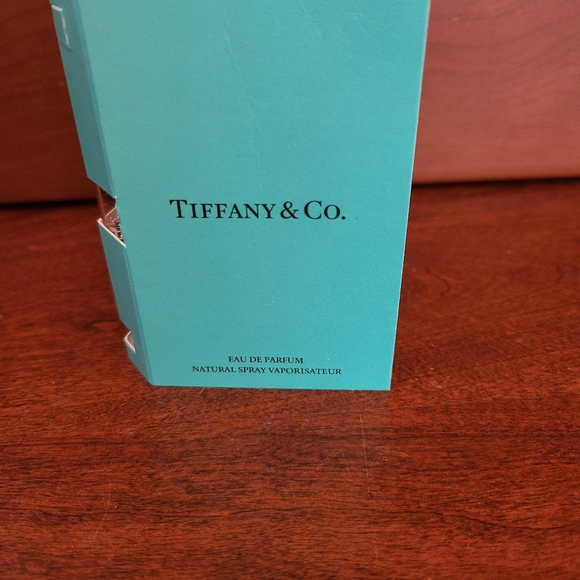 TIFFANY & CO.
EAU DE PARFUM
NATURAL SPRAY VAPORISATEUR